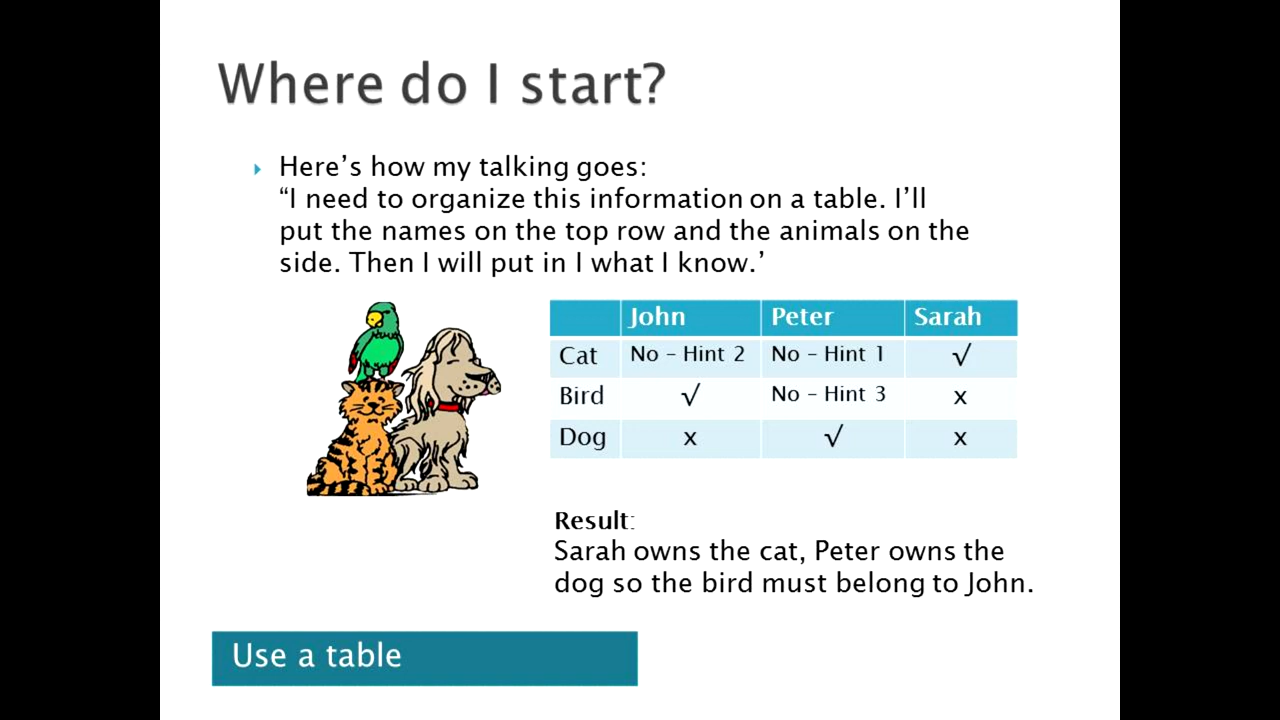 Where do I start?
Here’s how my talking goes:
“I need to organize this information on a table. I’ll
put the names on the top row and the animals on the
side. Then I will put in I what I know.’
John Peter Sarah
Cat No – Hint 2 No – Hint 1 √
Bird √ No – Hint 3 x
Dog x √ x
Result:
Sarah owns the cat, Peter owns the
dog so the bird must belong to John.
Use a table